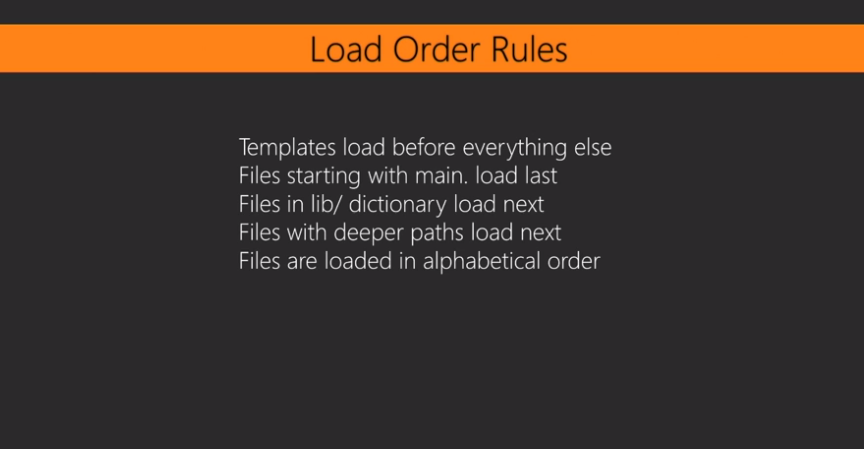 Load Order Rules
Templates load before everything else
Files starting with main. load last
Files in lib/ dictionary load next
Files with deeper paths load next
Files are loaded in alphabetical order